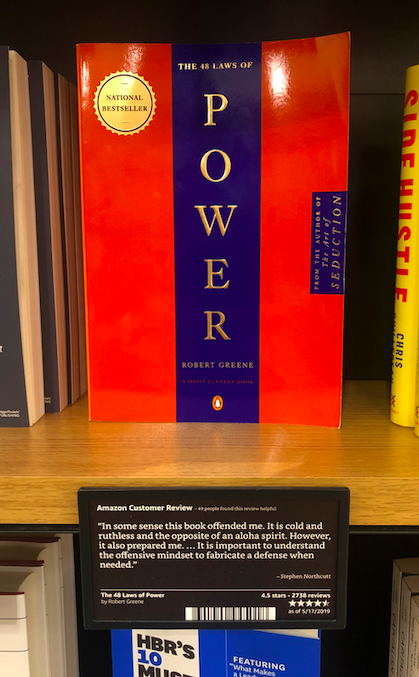 THE 48 LAWS OF
NATIONAL
BESTSELLER
POWER
FROM THE AUTHOR OF
The Art of
SEDUCTION
ROBERT GREENE
A JOOST ELFFERS BOOK
SIDE HUSTLE
CHRIS
Amazon Customer Review – 49 people found this review helpful
“In some sense this book offended me. It is cold and
ruthless and the opposite of an aloha spirit. However,
it also prepared me. ... It is important to understand
the offensive mindset to fabricate a defense when
needed.”
– Stephen Northcutt
The 48 Laws of Power
by Robert Greene
4.5 stars - 2738 reviews
as of 5/17/2019
HBR'S
10
MUST
FEATURING
“What Makes
a Leader